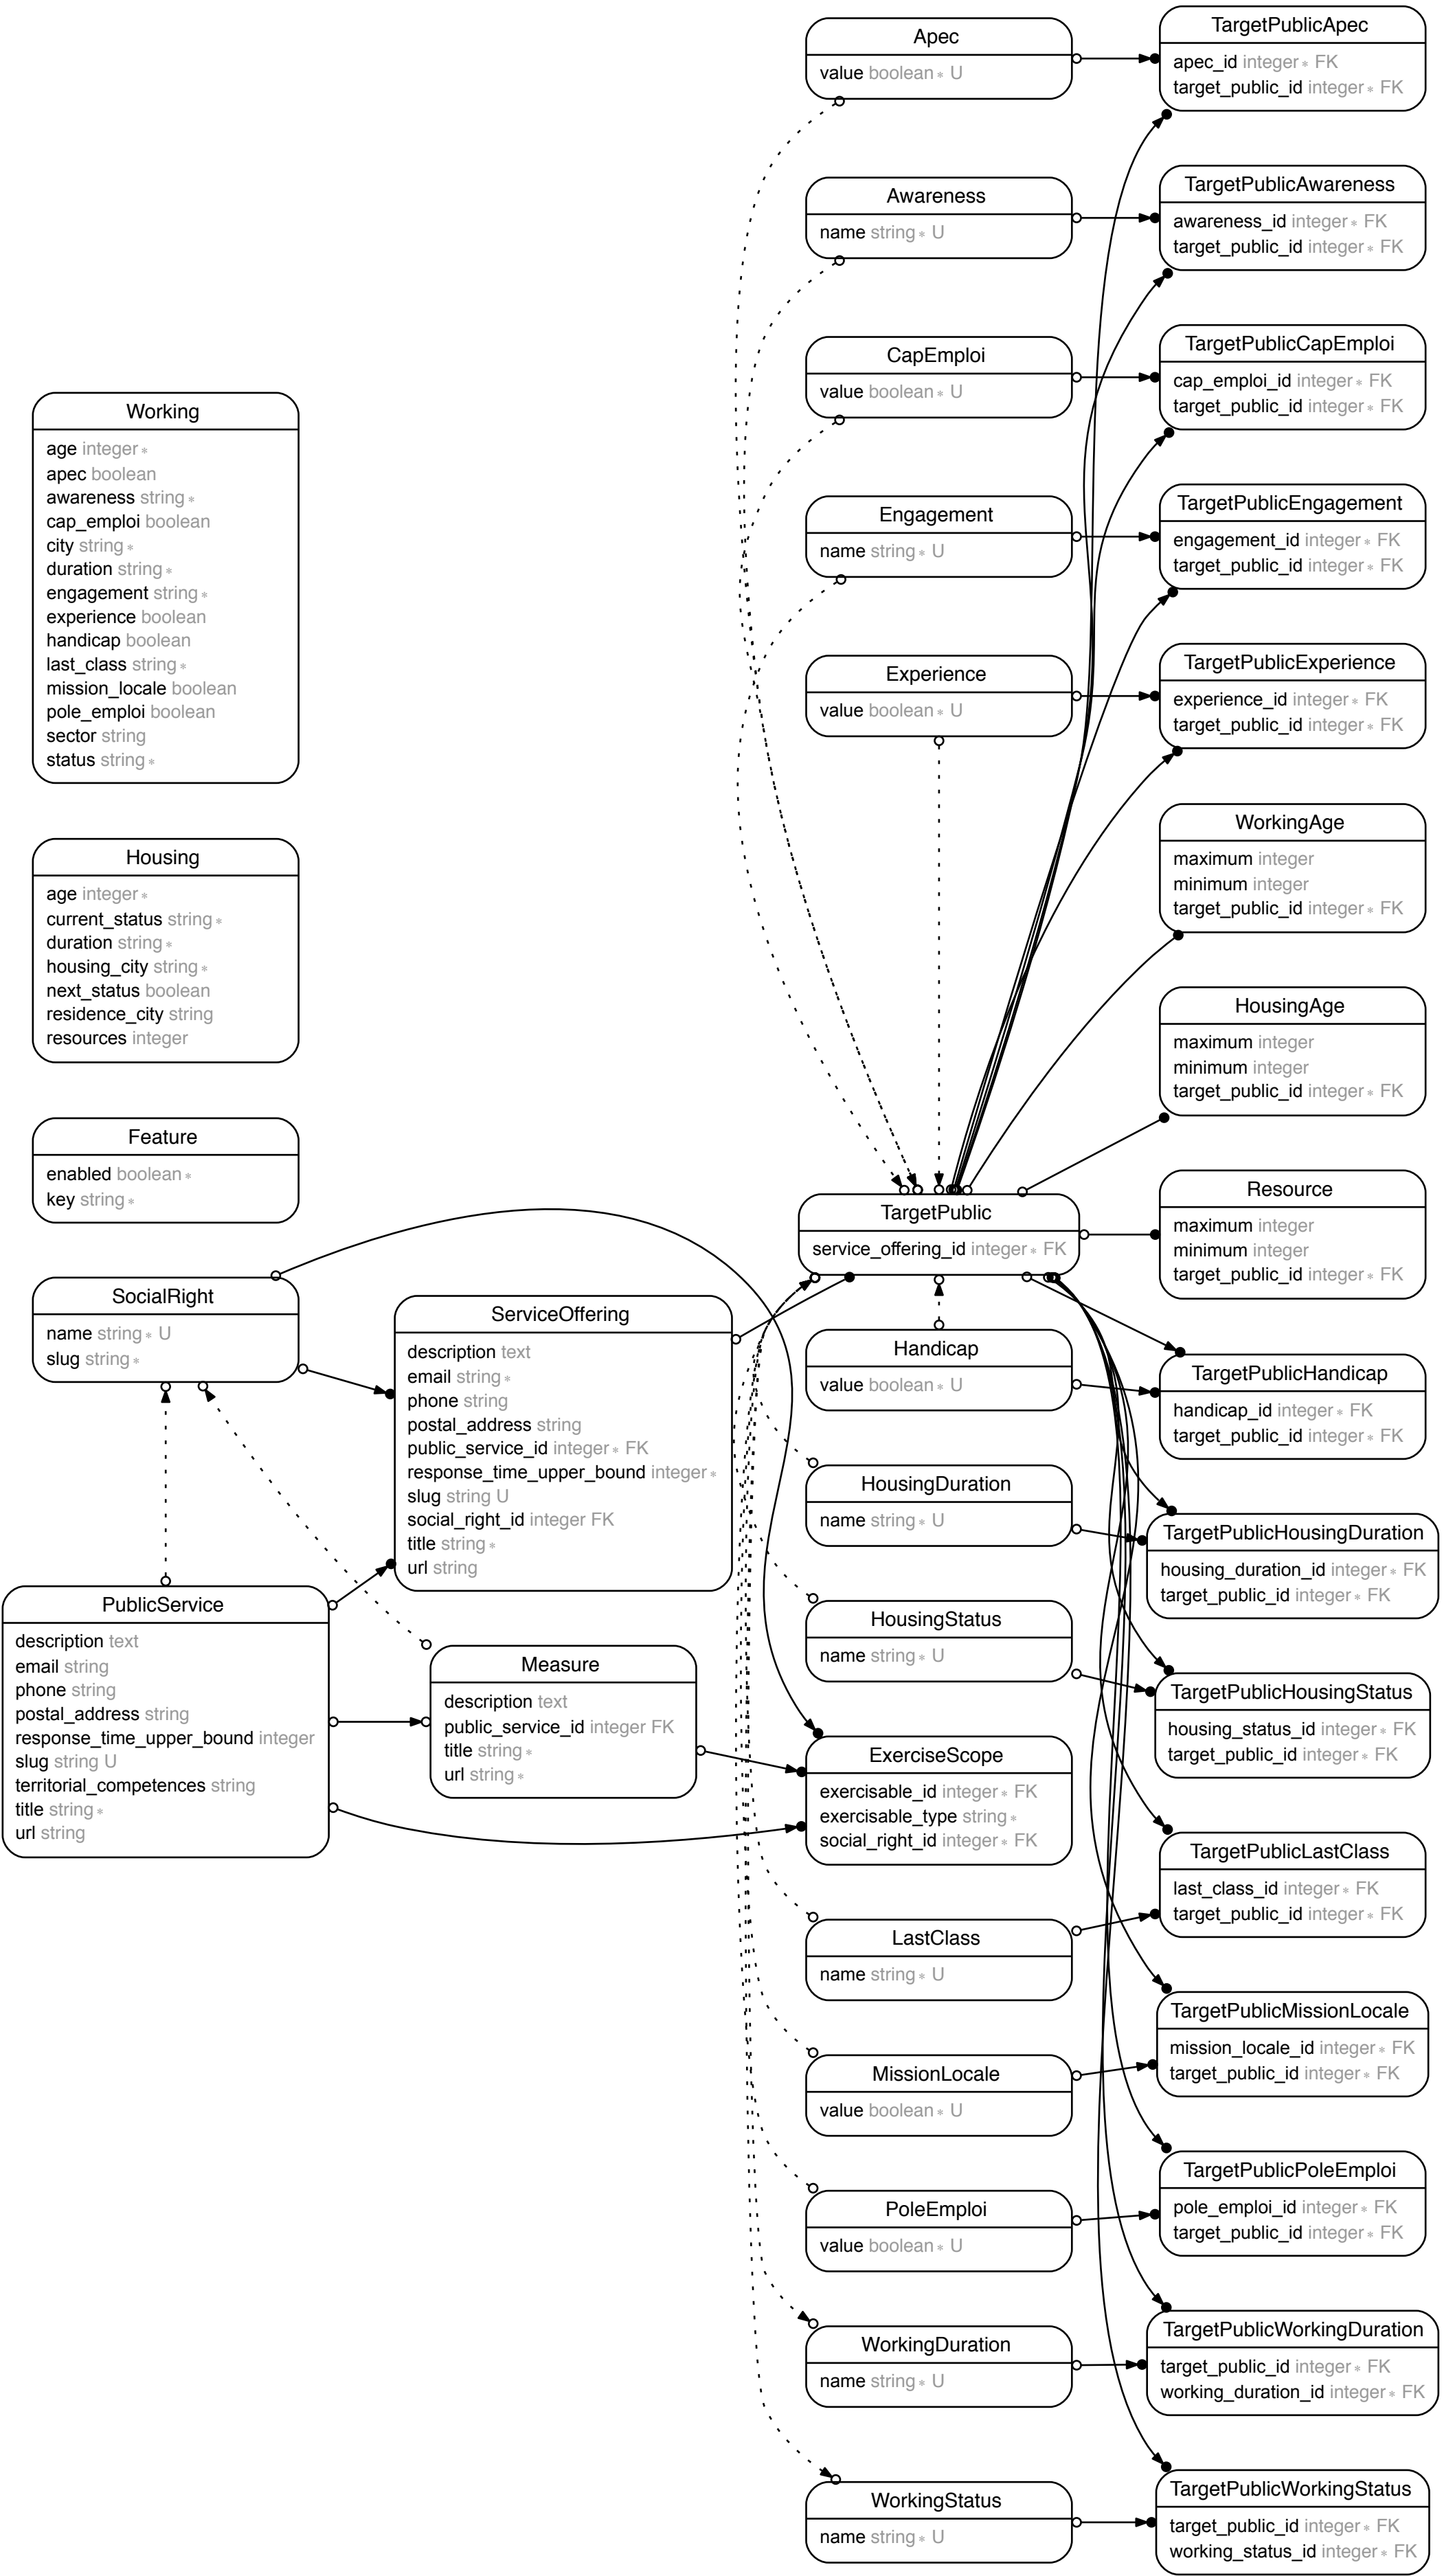 Working
age integer ∗
apec boolean
awareness string ∗
cap_emploi boolean
city string ∗
duration string ∗
engagement string ∗
experience boolean
handicap boolean
last_class string ∗
mission_locale boolean
pole_emploi boolean
sector string
status string ∗
Housing
age integer ∗
current_status string ∗
duration string ∗
housing_city string ∗
next_status boolean
residence_city string
resources integer
Feature
enabled boolean ∗
key string ∗
SocialRight
name string ∗ U
slug string ∗
PublicService
description text
email string
phone string
postal_address string
response_time_upper_bound integer
slug string U
territorial_competences string
title string ∗
url string
ServiceOffering
description text
email string ∗
phone string
postal_address string
public_service_id integer ∗ FK
response_time_upper_bound integer ∗
slug string U
social_right_id integer FK
title string ∗
url string
Measure
description text
public_service_id integer FK
title string ∗
url string ∗
Apec
value boolean ∗ U
Awareness
name string ∗ U
CapEmploi
value boolean ∗ U
Engagement
name string ∗ U
Experience
value boolean ∗ U
TargetPublic
service_offering_id integer ∗ FK
Handicap
value boolean ∗ U
HousingDuration
name string ∗ U
HousingStatus
name string ∗ U
ExerciseScope
exercisable_id integer ∗ FK
exercisable_type string ∗
social_right_id integer ∗ FK
LastClass
name string ∗ U
MissionLocale
value boolean ∗ U
PoleEmploi
value boolean ∗ U
WorkingDuration
name string ∗ U
WorkingStatus
name string ∗ U
TargetPublicApec
apec_id integer ∗ FK
target_public_id integer ∗ FK
TargetPublicAwareness
awareness_id integer ∗ FK
target_public_id integer ∗ FK
TargetPublicCapEmploi
cap_emploi_id integer ∗ FK
target_public_id integer ∗ FK
TargetPublicEngagement
engagement_id integer ∗ FK
target_public_id integer ∗ FK
TargetPublicExperience
experience_id integer ∗ FK
target_public_id integer ∗ FK
WorkingAge
maximum integer
minimum integer
target_public_id integer ∗ FK
HousingAge
maximum integer
minimum integer
target_public_id integer ∗ FK
Resource
maximum integer
minimum integer
target_public_id integer ∗ FK
TargetPublicHandicap
handicap_id integer ∗ FK
target_public_id integer ∗ FK
TargetPublicHousingDuration
housing_duration_id integer ∗ FK
target_public_id integer ∗ FK
TargetPublicHousingStatus
housing_status_id integer ∗ FK
target_public_id integer ∗ FK
TargetPublicLastClass
last_class_id integer ∗ FK
target_public_id integer ∗ FK
TargetPublicMissionLocale
mission_locale_id integer ∗ FK
target_public_id integer ∗ FK
TargetPublicPoleEmploi
pole_emploi_id integer ∗ FK
target_public_id integer ∗ FK
TargetPublicWorkingDuration
target_public_id integer ∗ FK
working_duration_id integer ∗ FK
TargetPublicWorkingStatus
target_public_id integer ∗ FK
working_status_id integer ∗ FK